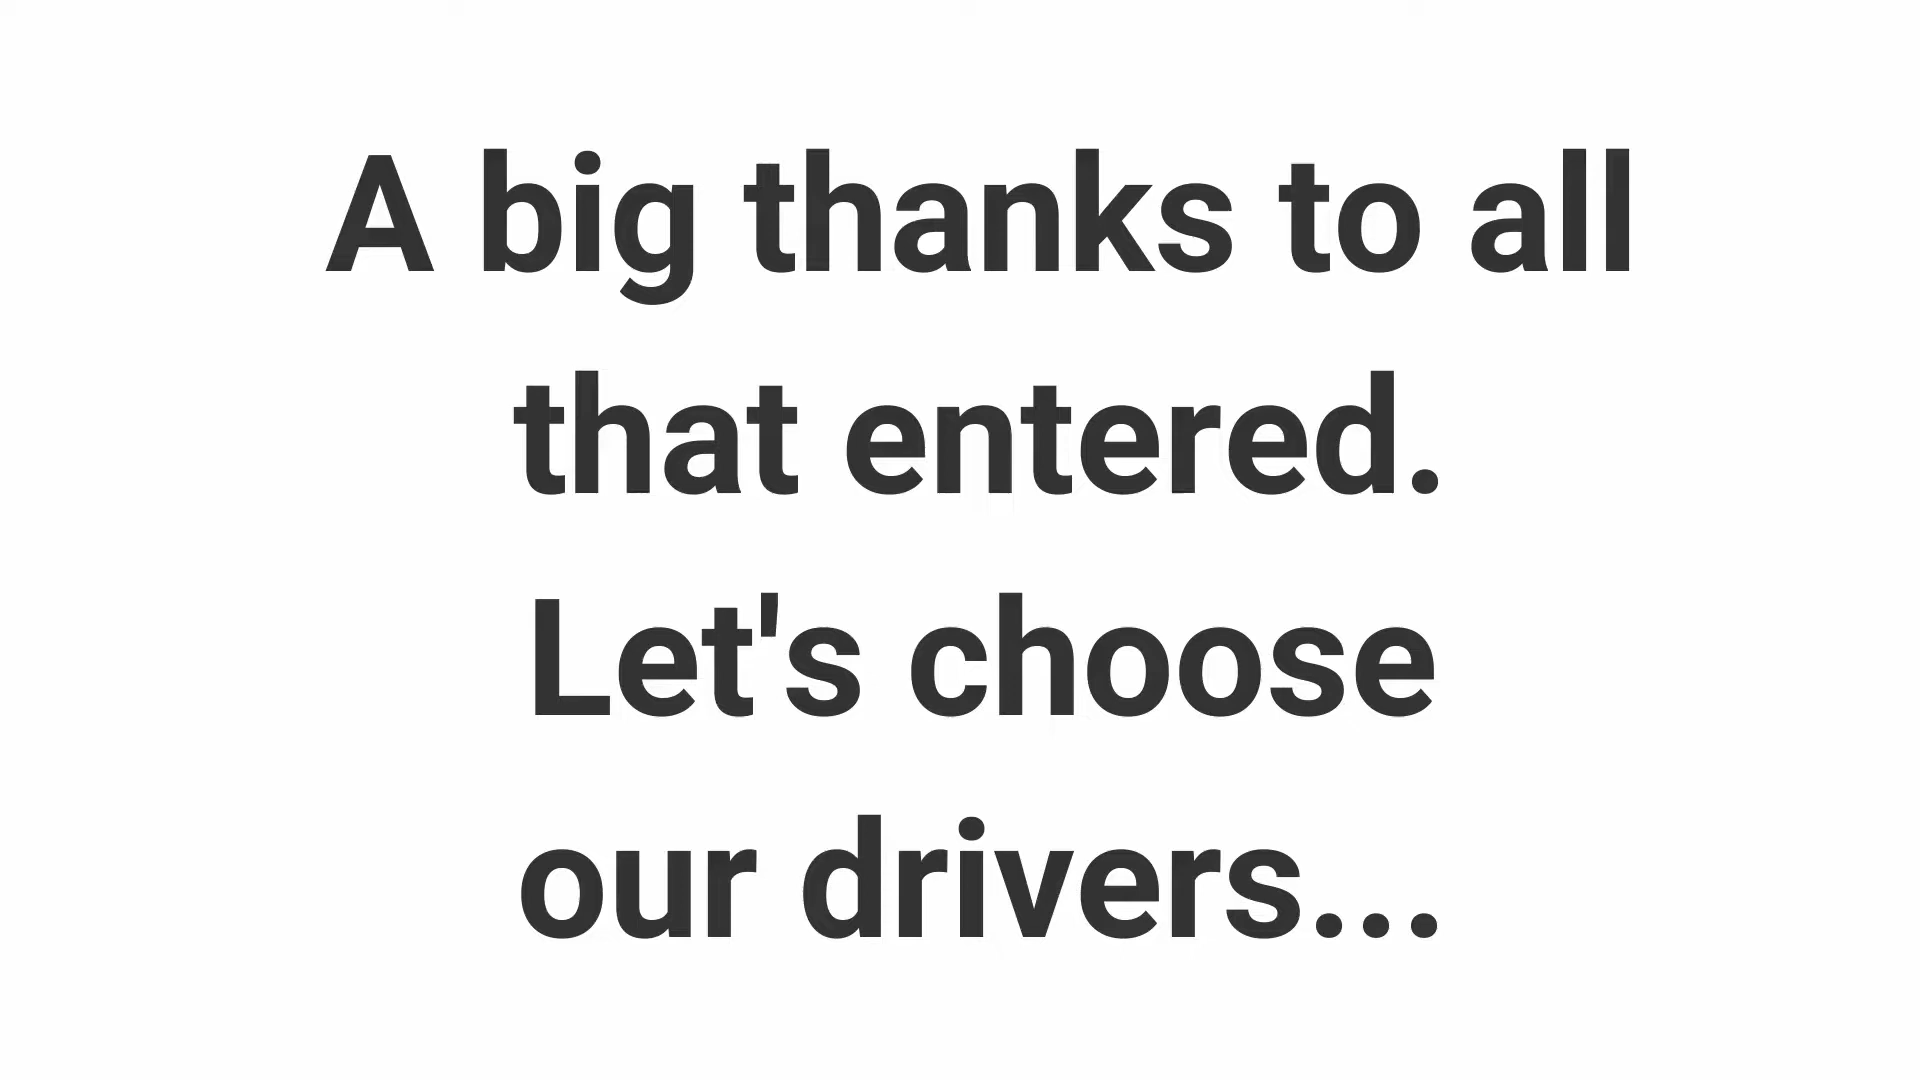 A big thanks to all
that entered.
Let's choose
our drivers...